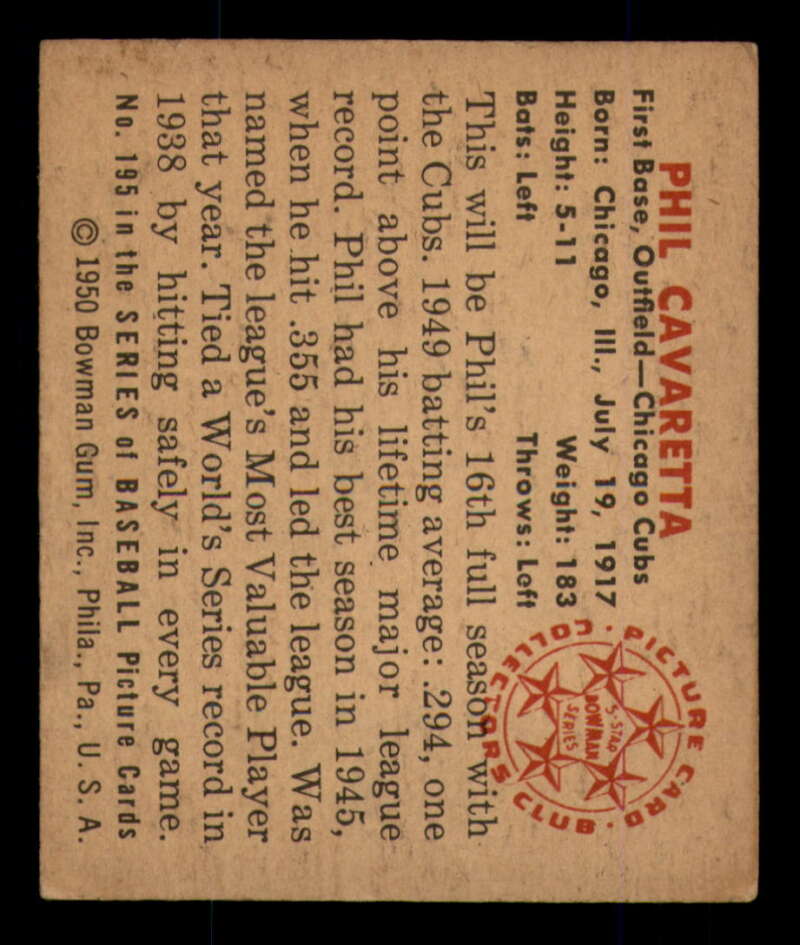 PHIL CAVARETTA
First Base, Outfield—Chicago Cubs
Born: Chicago, Ill., July 19, 1917
Height: 5-11 Weight: 183
Bats: Left Throws: Left
This will be Phil's 16th full season with
the Cubs. 1949 batting average: .294, one
point above his lifetime major league
record. Phil had his best season in 1945,
when he hit .355 and led the league. Was
named the league's Most Valuable Player
that year. Tied a World's Series record in
1938 by hitting safely in every game.
No. 195 in the SERIES of BASEBALL Picture Cards
© 1950 Bowman Gum, Inc., Phila., Pa., U. S. A.
PICTURE CARD · COLLECTORS CLUB ·
5-STAR
BOWMAN
SERIES